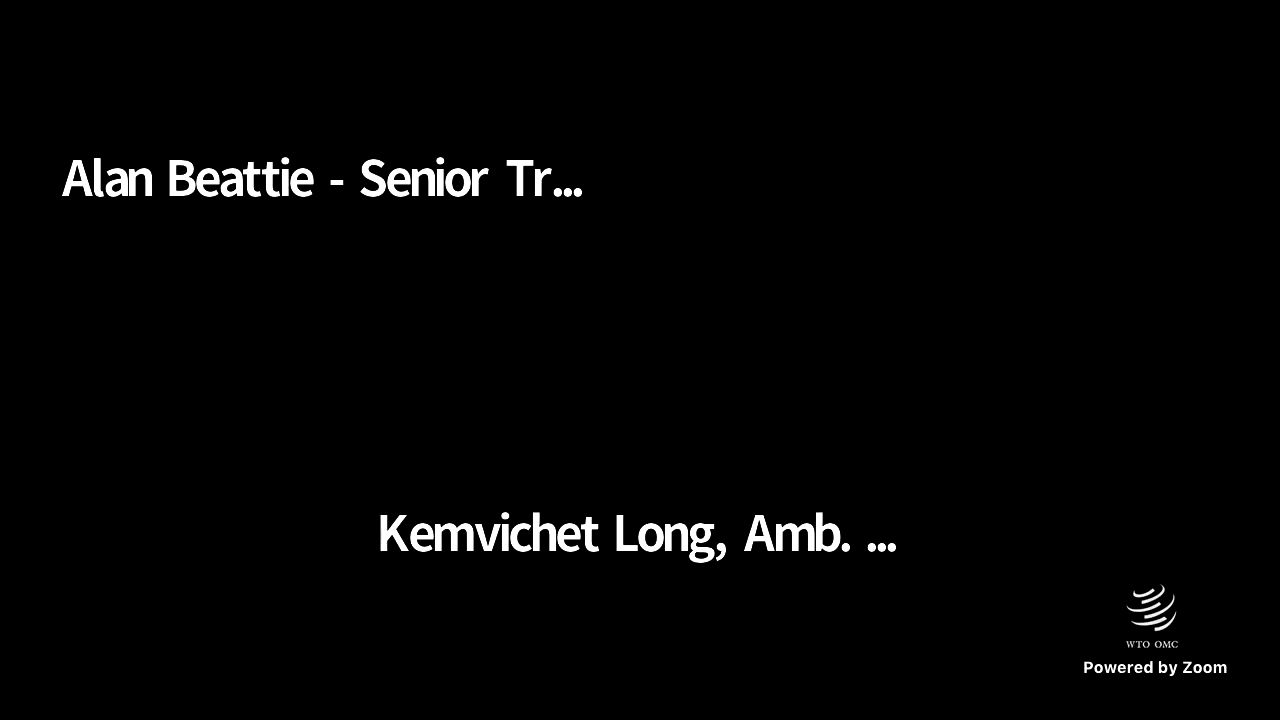 Alan Beattie - Senior Tr...
Kemvichet Long, Amb. ...
WTO OMC
Powered by Zoom